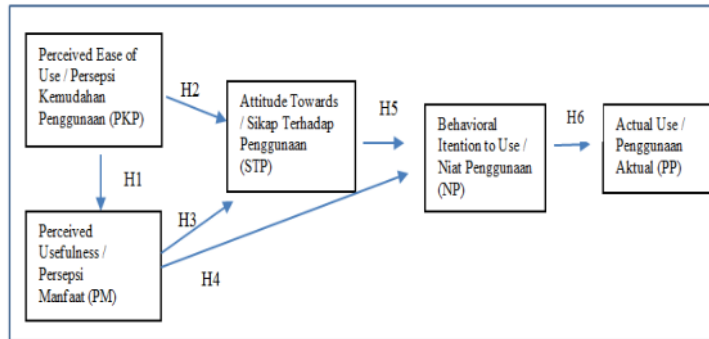 Perceived Ease of
Use / Persepsi
Kemudahan
Penggunaan (PKP)
H2
Attitude Towards
/ Sikap Terhadap
Penggunaan
(STP)
H5
Behavioral
Itention to Use /
Niat Penggunaan
(NP)
H6
Actual Use /
Penggunaan
Aktual (PP)
H1
H3
Perceived
Usefulness /
Persepsi
Manfaat (PM)
H4